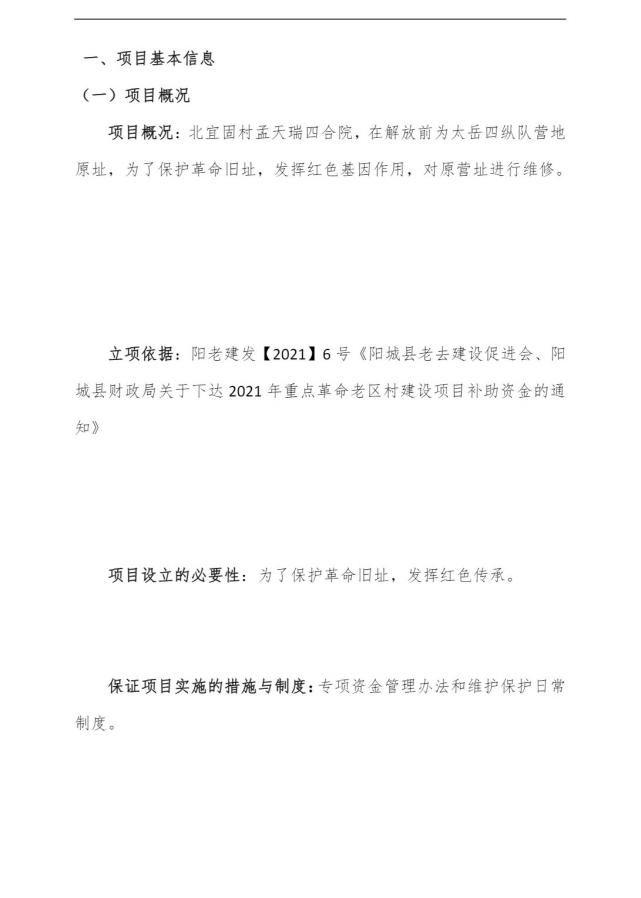 一、项目基本信息
（一）项目概况
项目概况：北宜固村孟天瑞四合院，在解放前为太岳四纵队营地
原址，为了保护革命旧址，发挥红色基因作用，对原营址进行维修。
立项依据：阳老建发【2021】6 号《阳城县老去建设促进会、阳
城县财政局关于下达 2021 年重点革命老区村建设项目补助资金的通
知》
项目设立的必要性：为了保护革命旧址，发挥红色传承。
保证项目实施的措施与制度：专项资金管理办法和维护保护日常
制度。